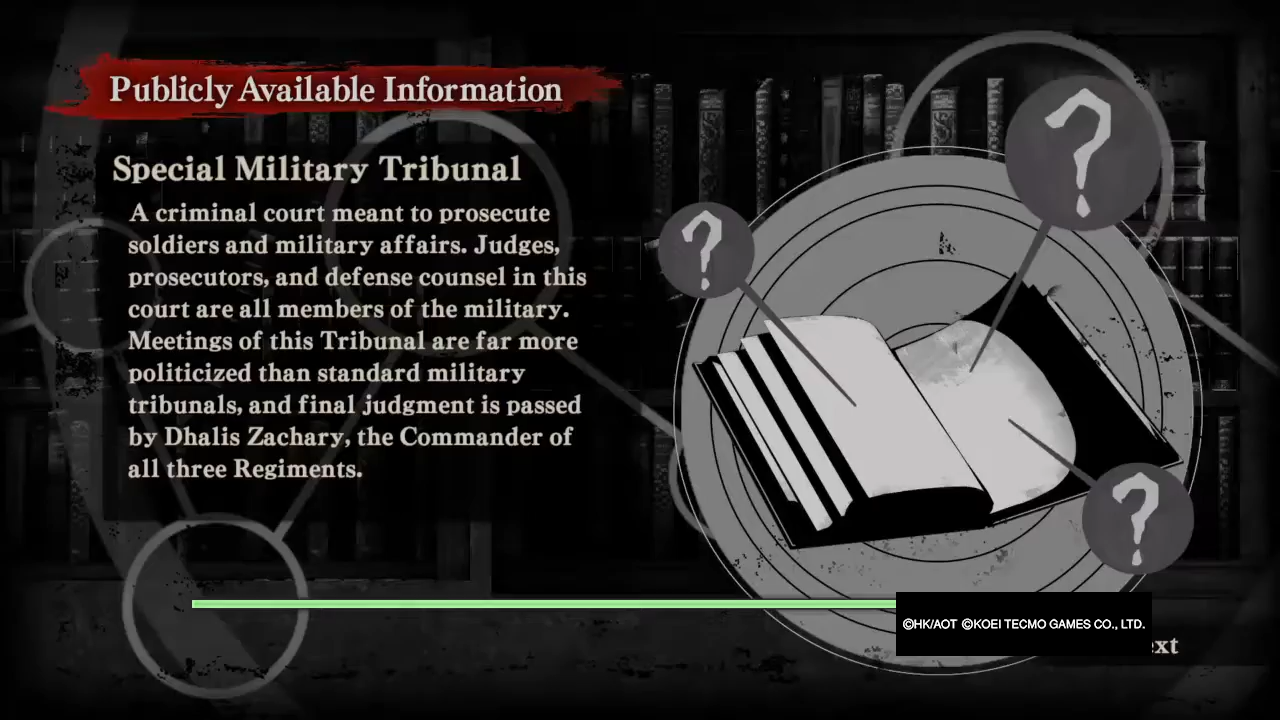 Publicly Available Information
Special Military Tribunal
A criminal court meant to prosecute
soldiers and military affairs. Judges,
prosecutors, and defense counsel in this
court are all members of the military.
Meetings of this Tribunal are far more
politicized than standard military
tribunals, and final judgment is passed
by Dhalis Zachary, the Commander of
all three Regiments.
?
?
?
©HK/AOT ©KOEI TECMO GAMES CO., LTD.